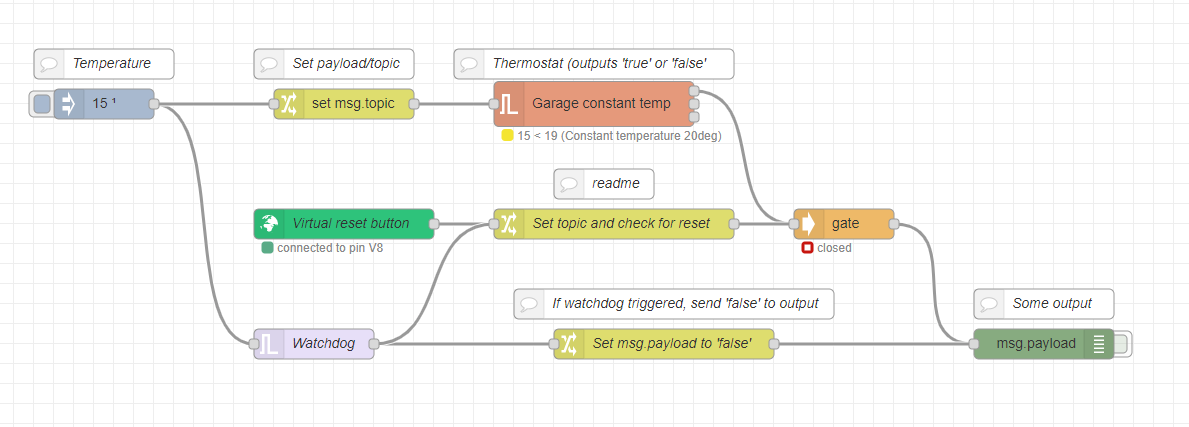 Temperature
Set payload/topic
Thermostat (outputs 'true' or 'false'
15 ¹
set msg.topic
Garage constant temp
15 < 19 (Constant temperature 20deg)
readme
Virtual reset button
Set topic and check for reset
gate
connected to pin V8
closed
If watchdog triggered, send 'false' to output
Some output
Watchdog
Set msg.payload to 'false'
msg.payload